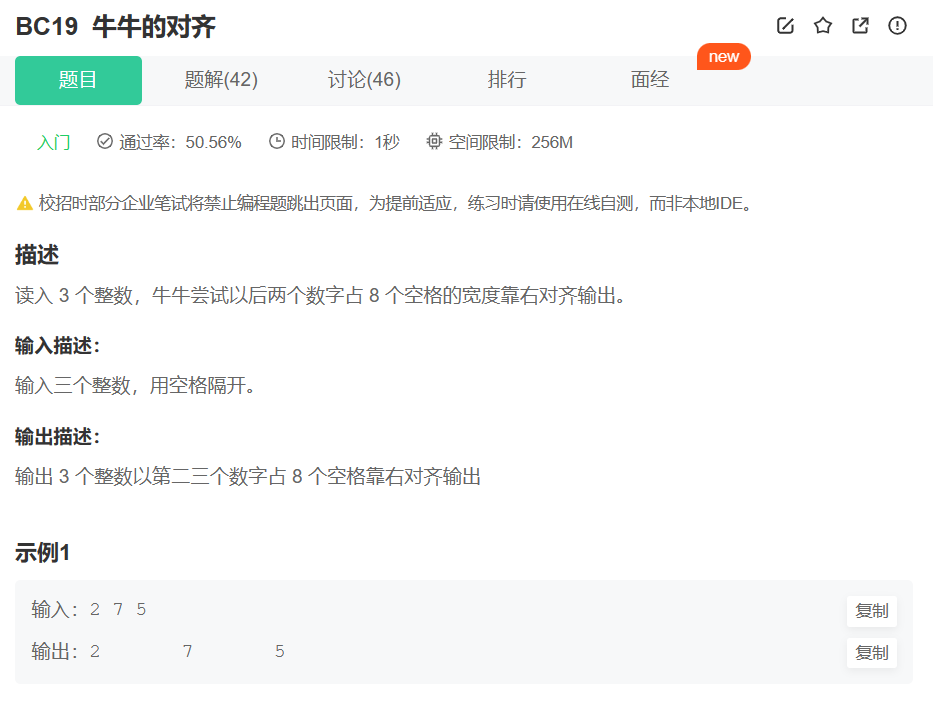 BC19 牛牛的对齐
new
题目 题解(42) 讨论(46) 排行 面经
入门 通过率：50.56% 时间限制：1秒 空间限制：256M
校招时部分企业笔试将禁止编程题跳出页面，为提前适应，练习时请使用在线自测，而非本地IDE。
描述
读入 3 个整数，牛牛尝试以后两个数字占 8 个空格的宽度靠右对齐输出。
输入描述：
输入三个整数，用空格隔开。
输出描述：
输出 3 个整数以第二三个数字占 8 个空格靠右对齐输出
示例1
输入：2 7 5 复制
输出：2       7       5 复制